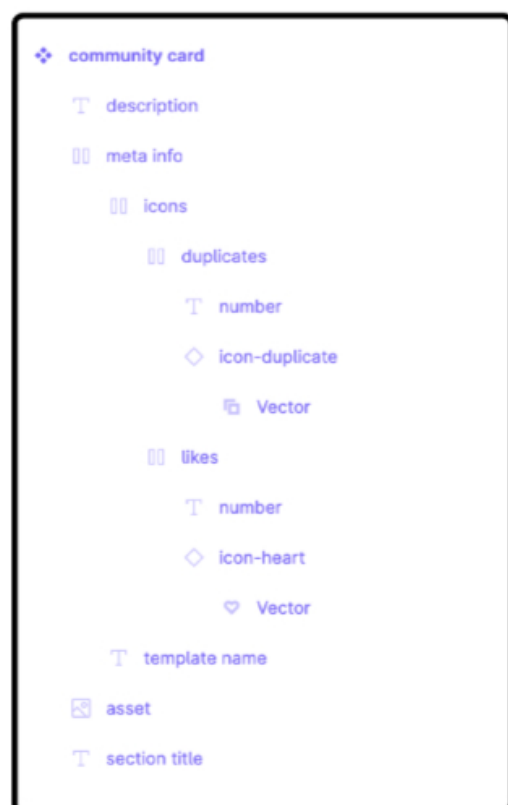 community card
description
meta info
icons
duplicates
number
icon-duplicate
Vector
likes
number
icon-heart
Vector
template name
asset
section title